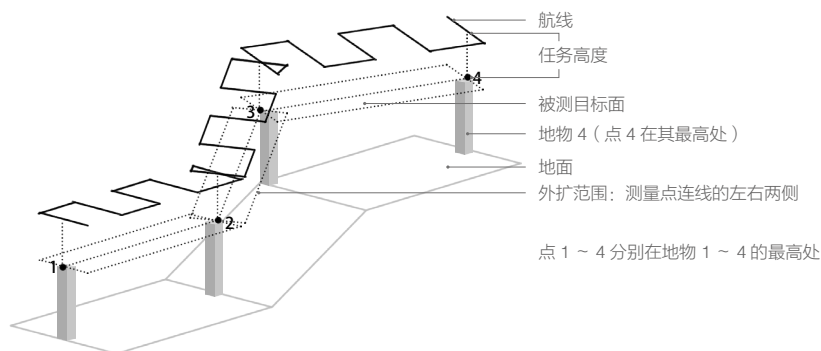 航线
任务高度
4
被测目标面
3
地物 4（点 4 在其最高处）
地面
外扩范围：测量点连线的左右两侧
2
点 1 ~ 4 分别在地物 1 ~ 4 的最高处
1